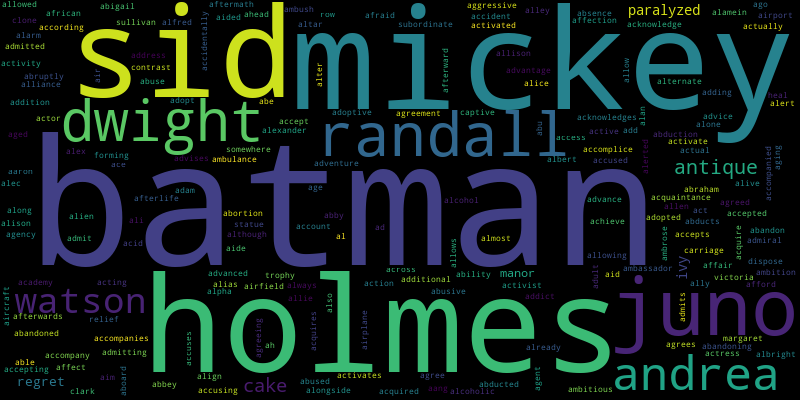 allowed african abigail afternoon aided ahead ambush row afraid aggressive accident alley absence ago
alternate according sullivan alfred altar subordinate activated affection paralyzed airport
sid mickey
clone alarm admitted accidentally acknowledge actually
activity address contrast air abuse alter afterward allison advantage alice allow alternate heal alert
abruptly alliance
addition adopt abe adoptive agreement captive acknowledges alan adding advice alone
actor dwight accept alexander randall abu access active add abduction activate
aged somewhere
aaron alex forming ace advises ambulance adventure albert accomplice accused alerted actual antique accompanied aging
alec adam afterlife batman age alcohol advance abraham acquaintance alive
along alien all abortion statue abby achieve adopted alien act agreed accepted
alison admit acid although account ad almost abducts abandon
agency aide al allows allowing ambrose accepts carriage acquire admiral
advanced trophy across ability manor adult ambassador ivy affair dispose
academy acting alias airfield always action additional activist aid ally victoria ambition
aircraft watson alpha allie also abusive addict admits afford
afterwards relief holmes juno
abandoned accompanies accuses agreeing acquires airplane already agrees margaret
able admitting ah abandoning actress albright
accepting accompany affect aim abbey align activates agree abducted agent andrea
regret aboard accusing cake abused acquired alcoholic ambitious
clark alongside aang